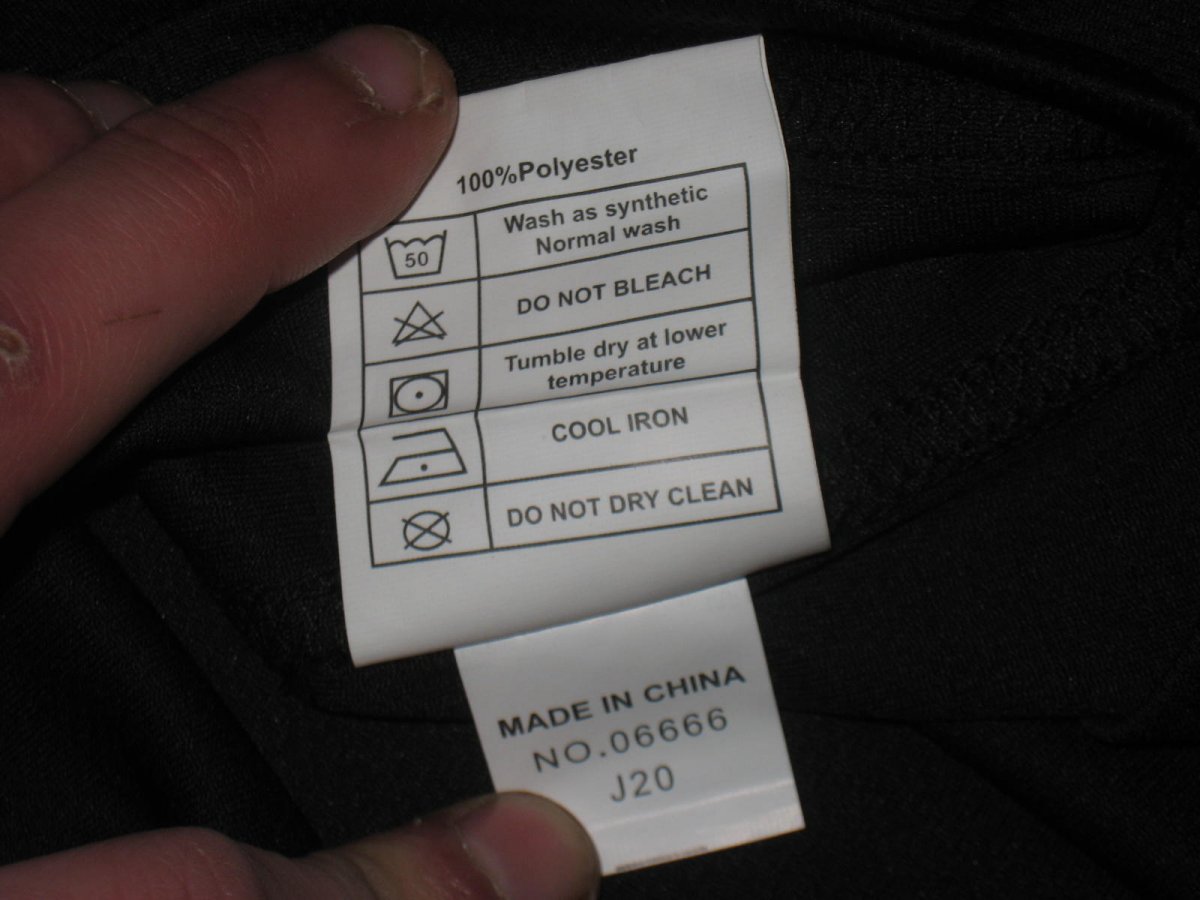 100%Polyester
50
Wash as synthetic
Normal wash
DO NOT BLEACH
Tumble dry at lower
temperature
COOL IRON
DO NOT DRY CLEAN
MADE IN CHINA
NO.06666
J20